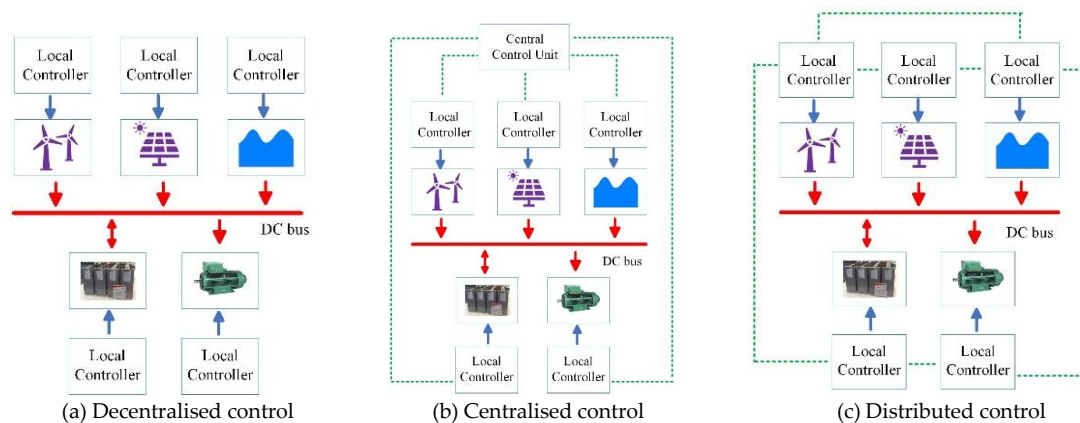 Local
Controller
Local
Controller
Local
Controller
DC bus
Local
Controller
Local
Controller
(a) Decentralised control
Central
Control Unit
Local
Controller
Local
Controller
Local
Controller
DC bus
Local
Controller
Local
Controller
(b) Centralised control
Local
Controller
Local
Controller
Local
Controller
DC bus
Local
Controller
Local
Controller
(c) Distributed control